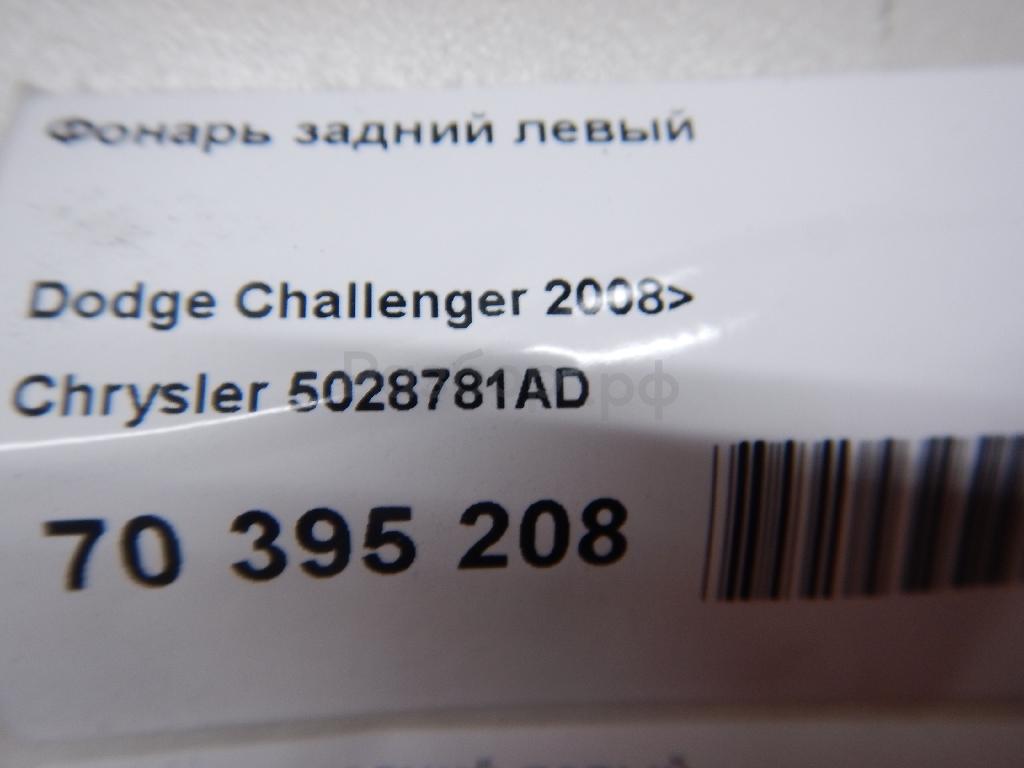 Фонарь задний левый
Dodge Challenger 2008>
Chrysler 5028781AD
70 395 208